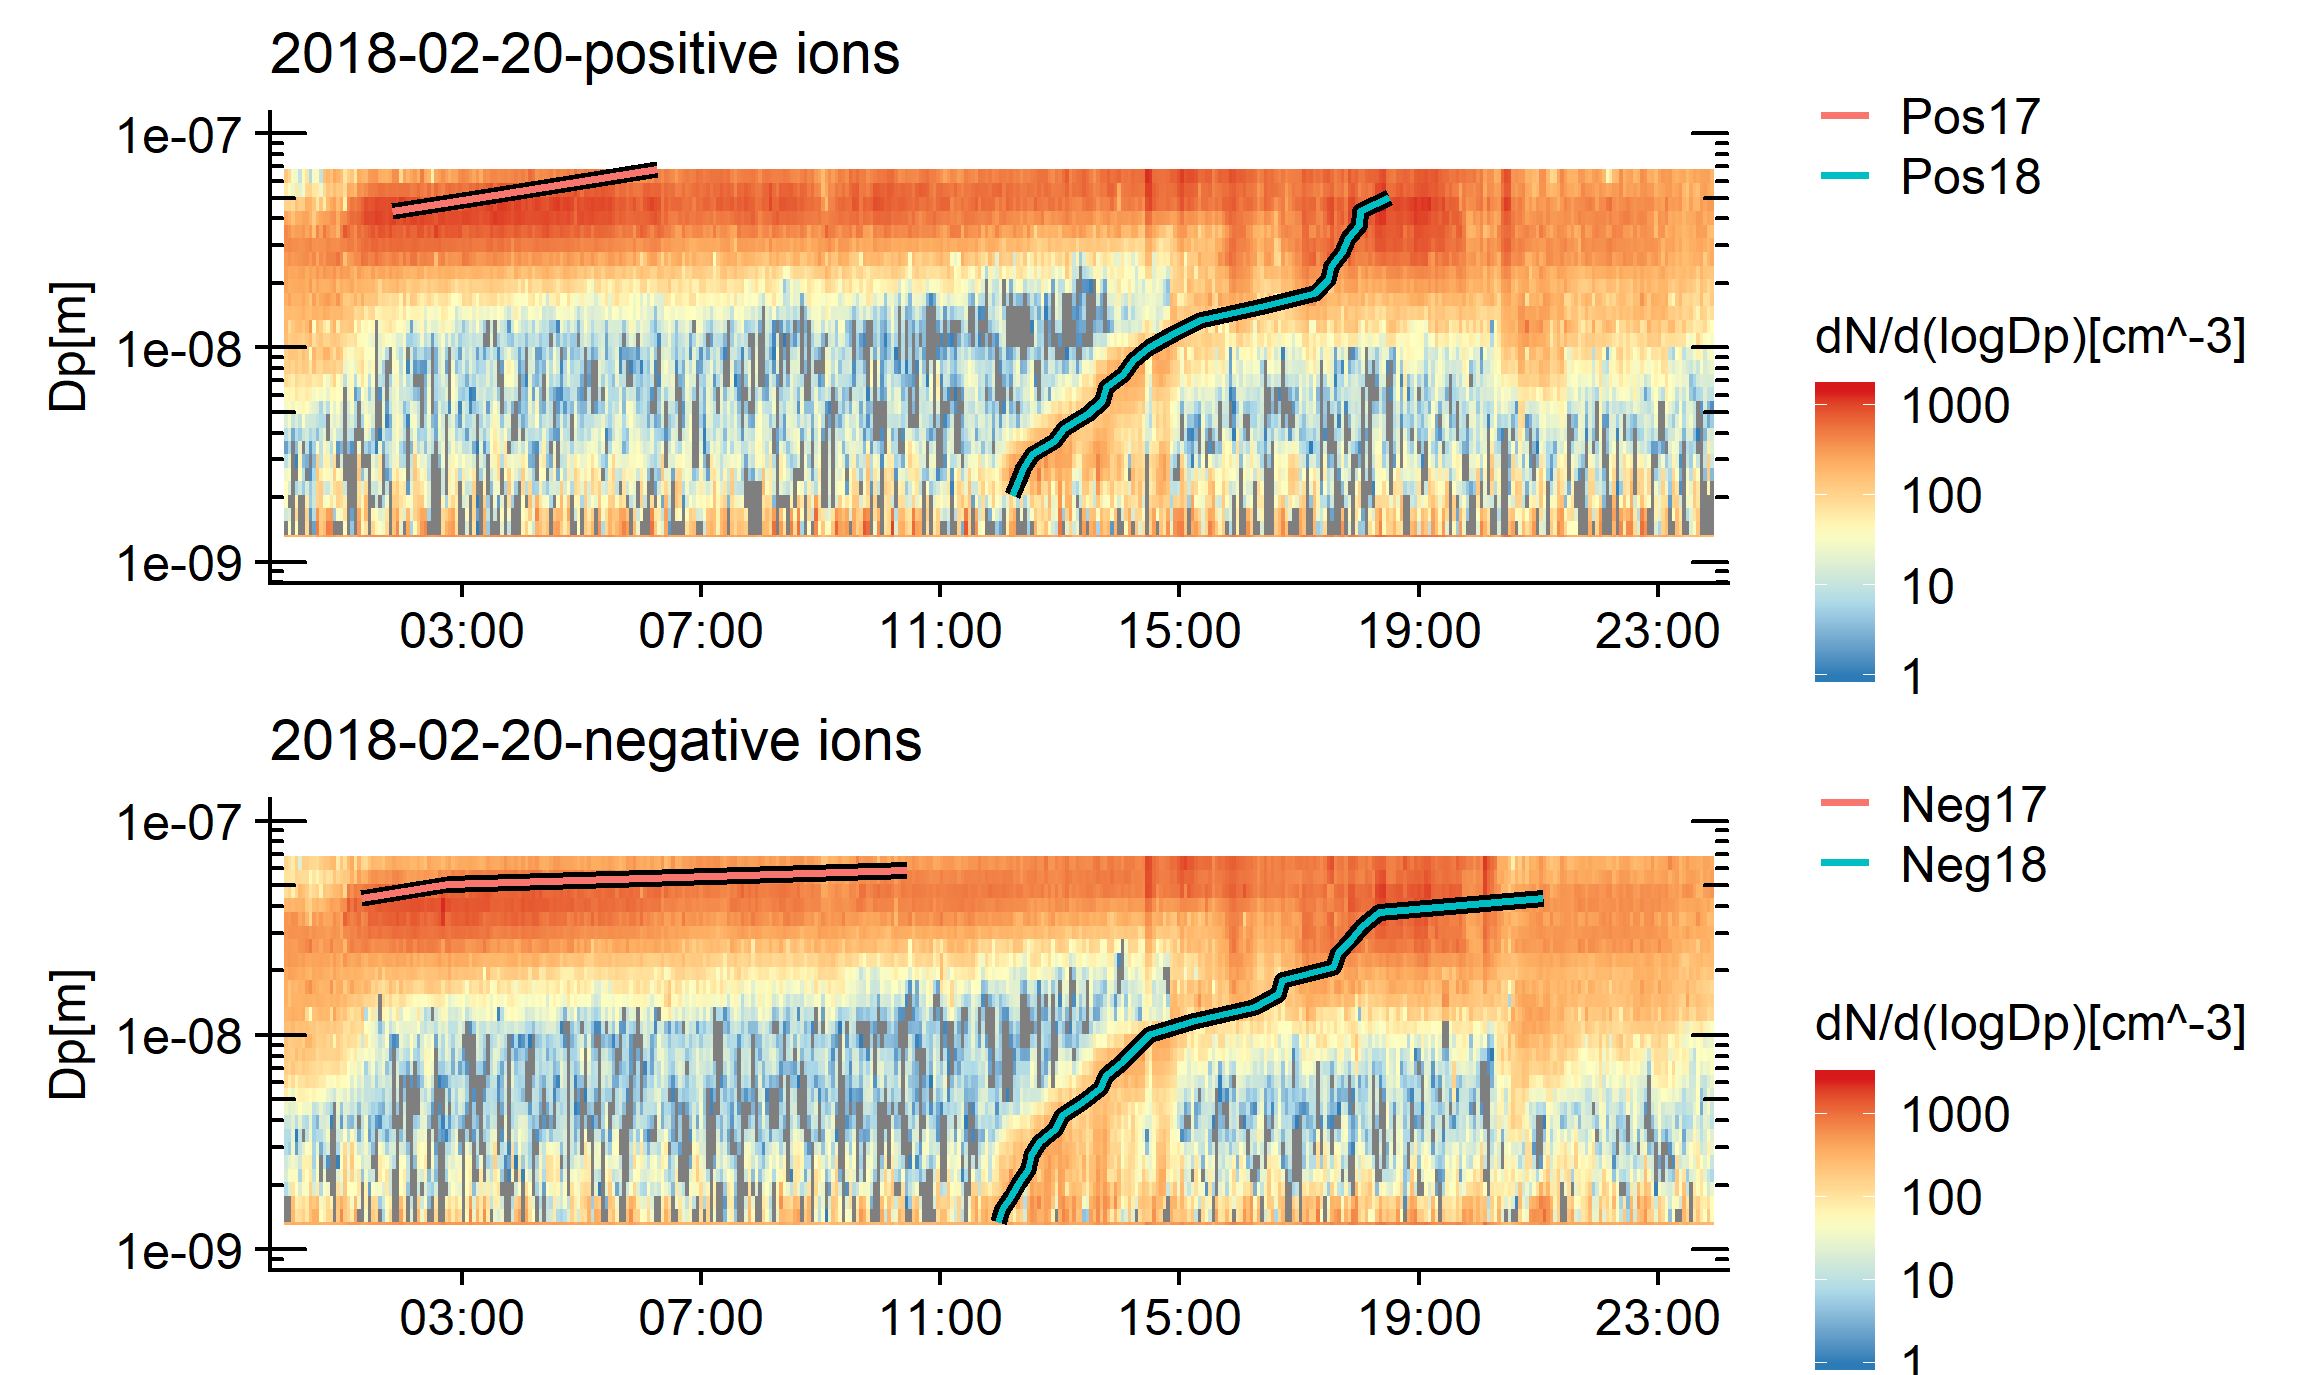 2018-02-20-positive ions
Dp[m]
1e-07
1e-08
1e-09
03:00 07:00 11:00 15:00 19:00 23:00
Pos17
Pos18
dN/d(logDp)[cm^-3]
1000
100
10
1
2018-02-20-negative ions
Dp[m]
1e-07
1e-08
1e-09
03:00 07:00 11:00 15:00 19:00 23:00
Neg17
Neg18
dN/d(logDp)[cm^-3]
1000
100
10
1